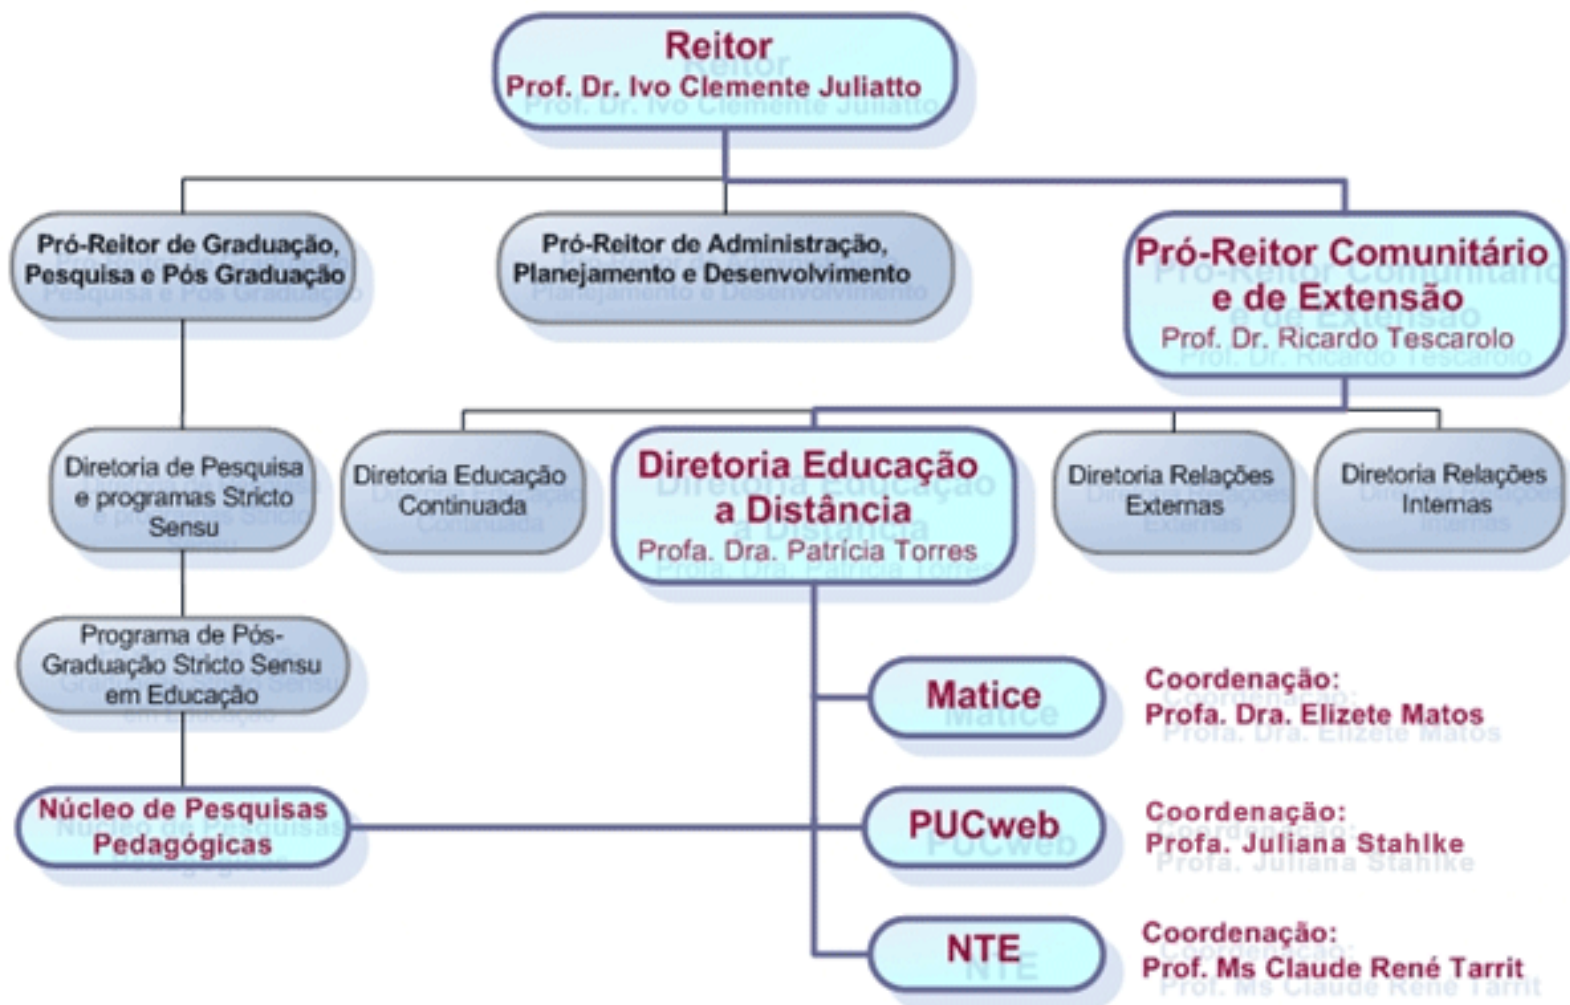 Reitor
Prof. Dr. Ivo Clemente Juliatto
Pró-Reitor de Graduação,
Pesquisa e Pós Graduação
Pró-Reitor de Administração,
Planejamento e Desenvolvimento
Pró-Reitor Comunitário
e de Extensão
Prof. Dr. Ricardo Tescarolo
Diretoria de Pesquisa
e programas Stricto
Sensu
Diretoria Educação
Continuada
Diretoria Educação
a Distância
Profa. Dra. Patrícia Torres
Diretoria Relações
Externas
Diretoria Relações
Internas
Programa de Pós-
Graduação Stricto Sensu
em Educação
Matice
Coordenação:
Profa. Dra. Elizete Matos
Núcleo de Pesquisas
Pedagógicas
PUCweb
Coordenação:
Profa. Juliana Stahlke
NTE
Coordenação:
Prof. Ms Claude René Tarrit